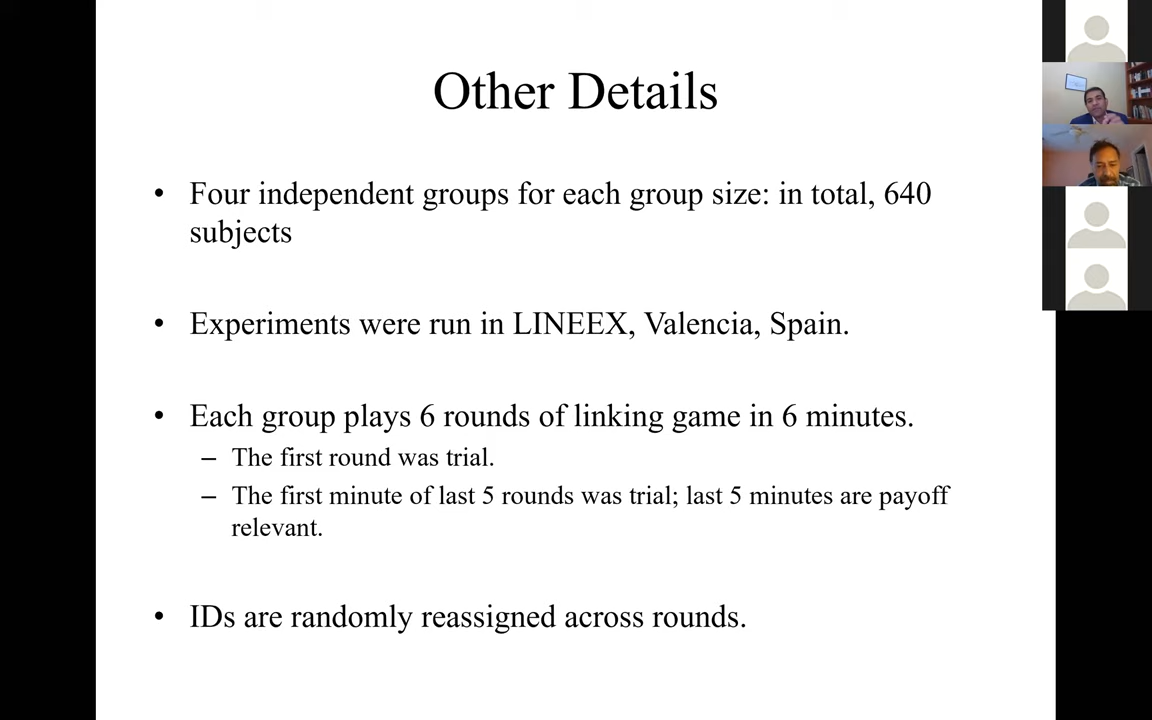 Other Details
• Four independent groups for each group size: in total, 640
subjects
• Experiments were run in LINEEX, Valencia, Spain.
• Each group plays 6 rounds of linking game in 6 minutes.
– The first round was trial.
– The first minute of last 5 rounds was trial; last 5 minutes are payoff
relevant.
• IDs are randomly reassigned across rounds.